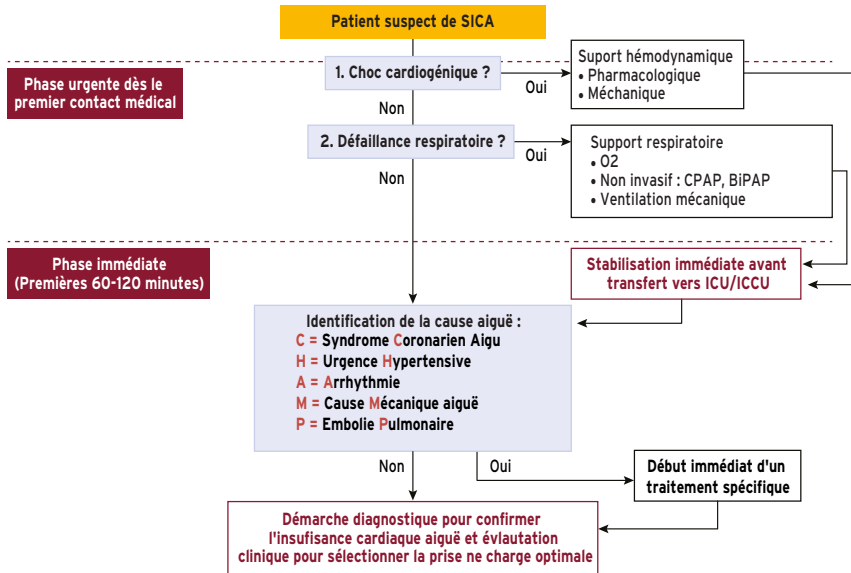 Patient suspect de SICA
Phase urgente dès le
premier contact médical
1. Choc cardiogénique ?
Oui
Suport hémodynamique
• Pharmacologique
• Méchanique
Non
2. Défaillance respiratoire ?
Oui
Support respiratoire
• O2
• Non invasif : CPAP, BiPAP
• Ventilation mécanique
Non
Phase immédiate
(Premières 60-120 minutes)
Stabilisation immédiate avant
transfert vers ICU/ICCU
Identification de la cause aiguë :
C = Syndrome Coronarien Aigu
H = Urgence Hypertensive
A = Arrhythmie
M = Cause Mécanique aiguë
P = Embolie Pulmonaire
Non
Oui
Début immédiat d'un
traitement spécifique
Démarche diagnostique pour confirmer
l'insufisance cardiaque aiguë et évlautation
clinique pour sélectionner la prise ne charge optimale